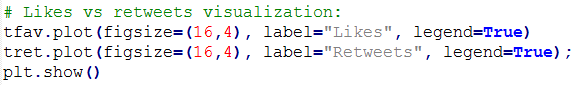 # Likes vs retweets visualization:
tfav.plot(figsize=(16,4), label="Likes", legend=True)
tret.plot(figsize=(16,4), label="Retweets", legend=True);
plt.show()